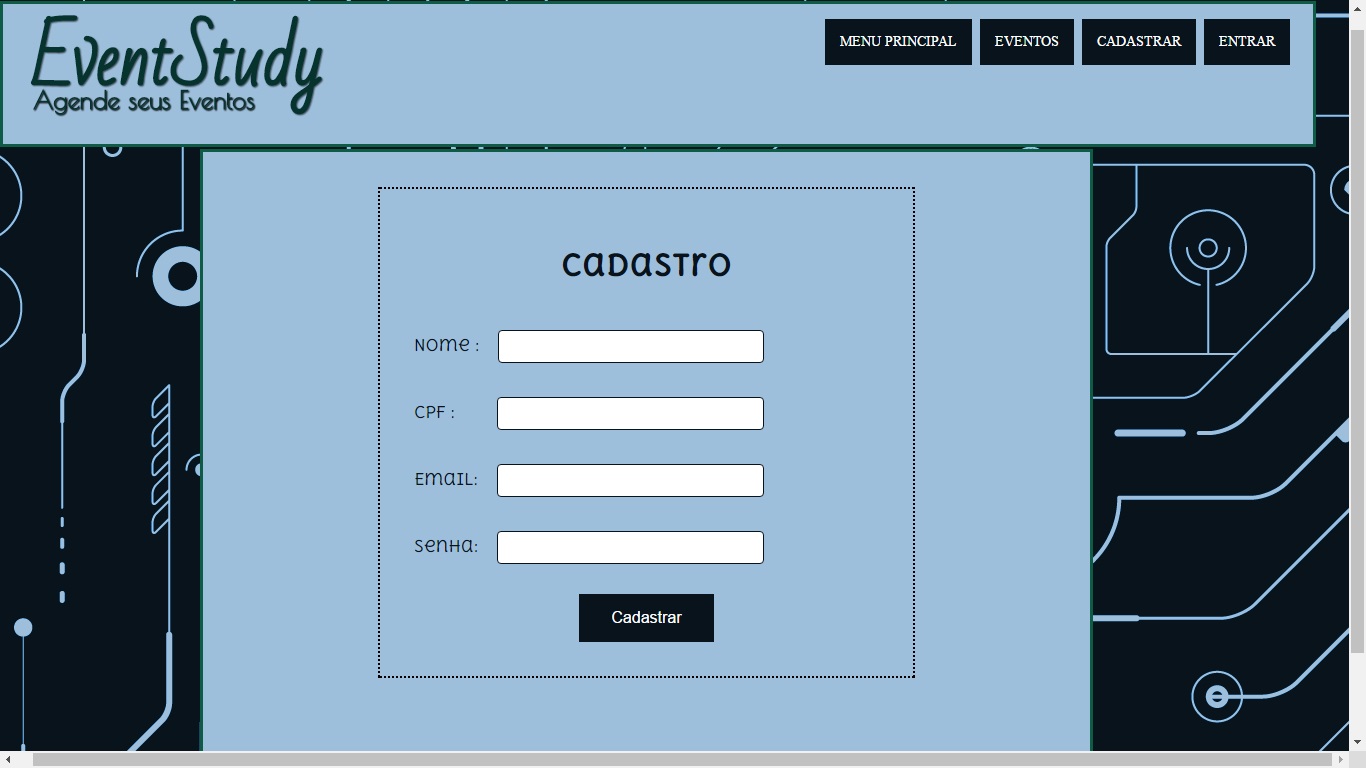 EventStudy
Agende seus Eventos
MENU PRINCIPAL EVENTOS CADASTRAR ENTRAR
Cadastro
Nome :
CPF :
Email:
Senha:
Cadastrar